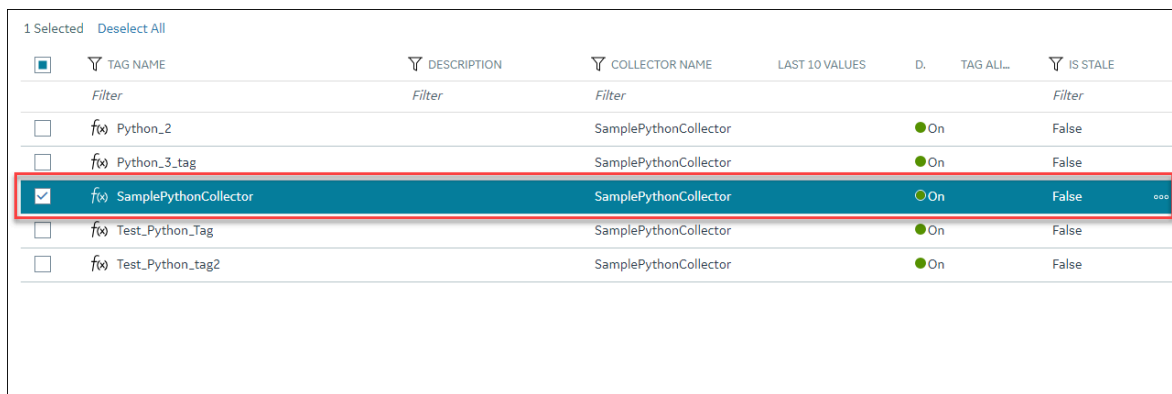 1 Selected Deselect All
TAG NAME DESCRIPTION COLLECTOR NAME LAST 10 VALUES D. TAG ALI... IS STALE
Filter Filter Filter Filter
f(x) Python_2 SamplePythonCollector On False
f(x) Python_3_tag SamplePythonCollector On False
f(x) SamplePythonCollector SamplePythonCollector On False
f(x) Test_Python_Tag SamplePythonCollector On False
f(x) Test_Python_tag2 SamplePythonCollector On False